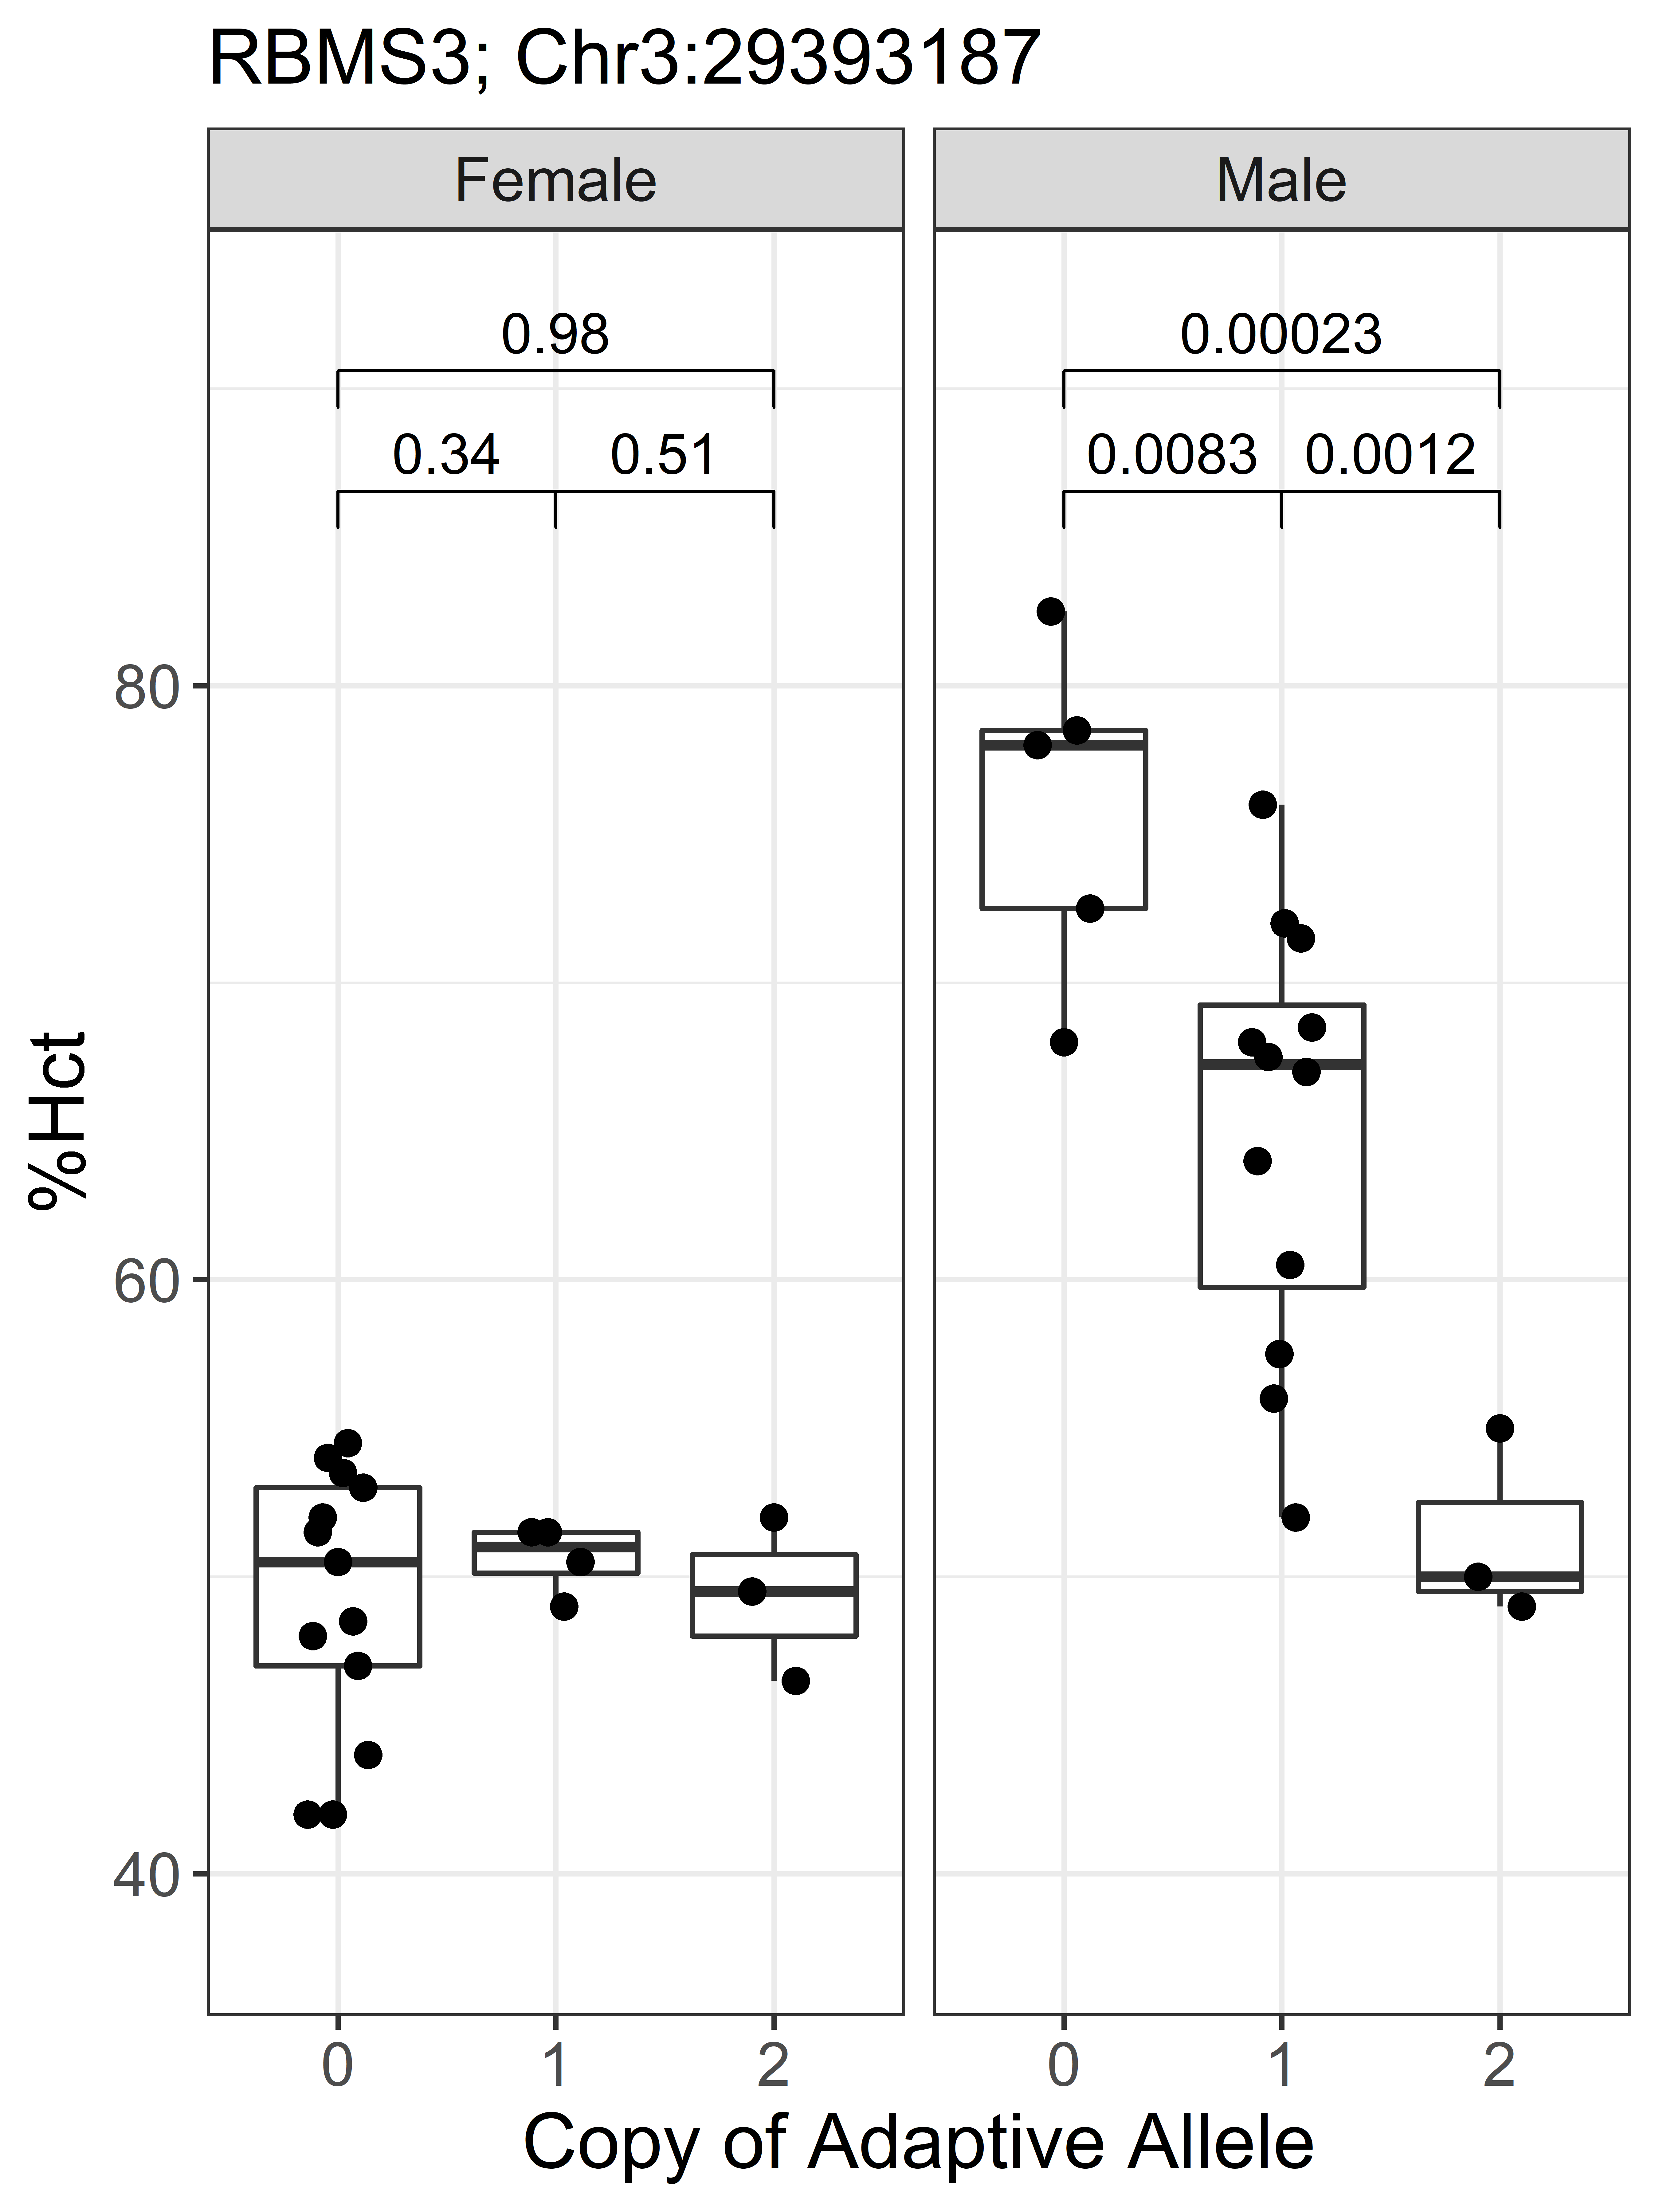 RBMS3; Chr3:29393187
Female
Male
0.98
0.00023
0.34
0.51
0.0083
0.0012
80
60
40
%Hct
0 1 2
0 1 2
Copy of Adaptive Allele